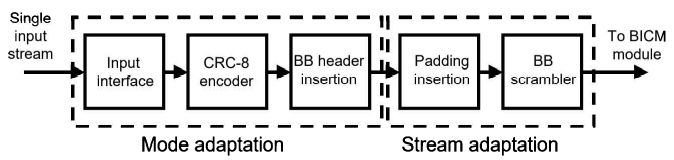 Single
input
stream
Input
Interface
CRC-8
encoder
BB header
insertion
Padding
insertion
BB
scrambler
To BICM
module
Mode adaptation
Stream adaptation